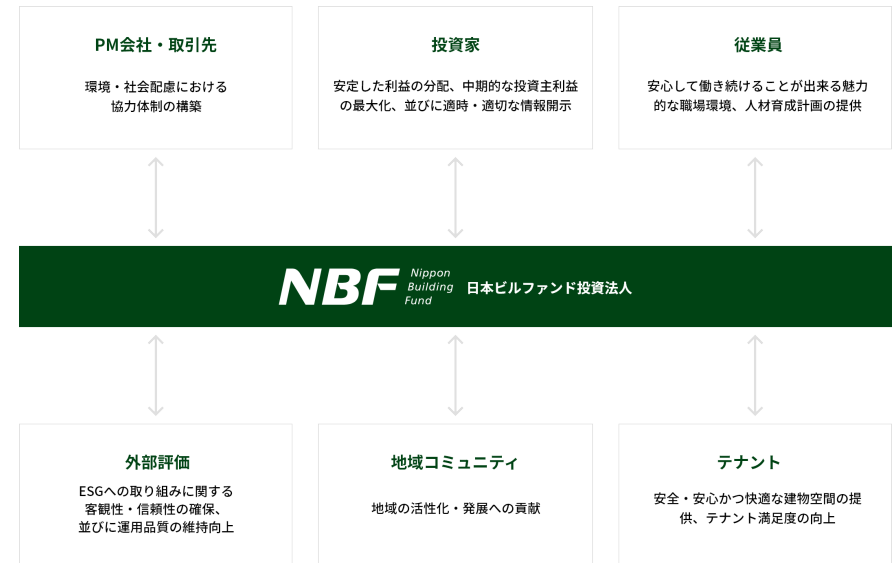 PM会社・取引先
環境・社会配慮における
協力体制の構築
投資家
安定した利益の分配、中期的な投資主利益
の最大化、並びに適時・適切な情報開示
従業員
安心して働き続けることが出来る魅力
的な職場環境、人材育成計画の提供
NBF
Nippon
Building
Fund
日本ビルファンド投資法人
外部評価
ESGへの取り組みに関する
客観性・信頼性の確保、
並びに運用品質の維持向上
地域コミュニティ
地域の活性化・発展への貢献
テナント
安全・安心かつ快適な建物空間の提
供、テナント満足度の向上